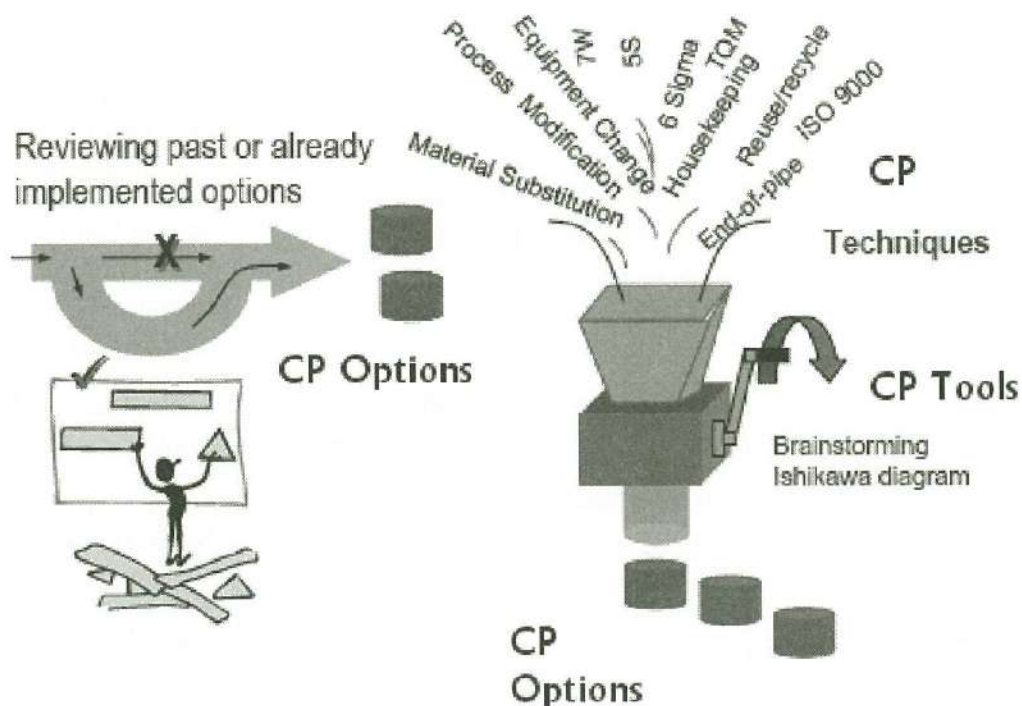 Reviewing past or already
implemented options
X
CP Options
Material Substitution
Process Modification
Equipment Change
7W
5S
6 Sigma
TQM
Housekeeping
Reuse/recycle
End-of-pipe
ISO 9000
CP
Techniques
CP Tools
Brainstorming
Ishikawa diagram
CP
Options